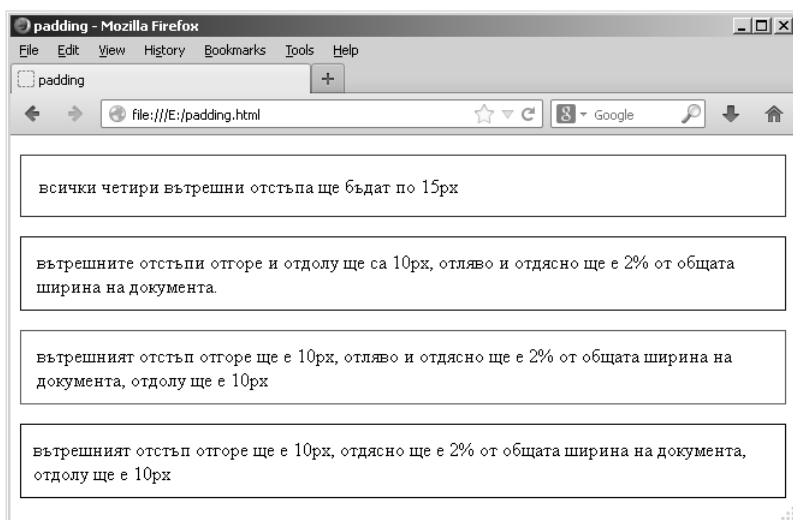 padding - Mozilla Firefox
File Edit View History Bookmarks Tools Help
padding +
file:///E:/padding.html 8 Google
всички четири вътрешни отстъпа ще бъдат по 15px
вътрешните отстъпи отгоре и отдолу ще са 10px, отляво и отдясно ще е 2% от общата
ширина на документа.
вътрешният отстъп отгоре ще е 10px, отляво и отдясно ще е 2% от общата ширина на
документа, отдолу ще е 10px
вътрешният отстъп отгоре ще е 10px, отдясно ще е 2% от общата ширина на документа,
отдолу ще е 10px